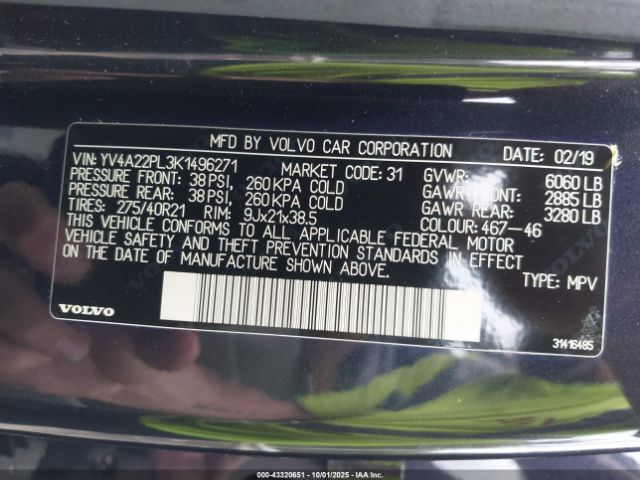 MFD BY VOLVO CAR CORPORATION DATE: 02/19
VIN: YV4A22PL3K1496271 MARKET CODE: 31 GVWR: 6060 LB
PRESSURE FRONT: 38 PSI, 260 KPA COLD GAWR FRONT: 2885 LB
PRESSURE REAR: 38 PSI, 260 KPA COLD GAWR REAR: 3280 LB
TIRES: 275/40R21 RIM: 9Jx21x38.5 COLOUR: 467-46
THIS VEHICLE CONFORMS TO ALL APPLICABLE FEDERAL MOTOR
VEHICLE SAFETY AND THEFT PREVENTION STANDARDS IN EFFECT
ON THE DATE OF MANUFACTURE SHOWN ABOVE.
TYPE: MPV
VOLVO
31416485
000-43320651 - 10/01/2025 - IAAI.COM